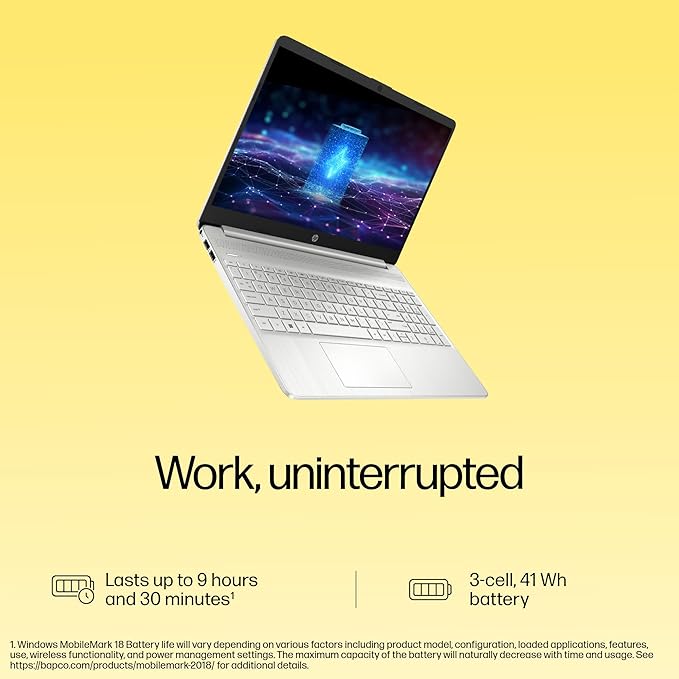 hp
Work, uninterrupted
Lasts up to 9 hours
and 30 minutes¹
3-cell, 41 Wh
battery
1. Windows MobileMark 18 Battery life will vary depending on various factors including product model, configuration, loaded applications, features,
use, wireless functionality, and power management settings. The maximum capacity of the battery will naturally decrease with time and usage. See
https://bapco.com/products/mobilemark-2018/ for additional details.